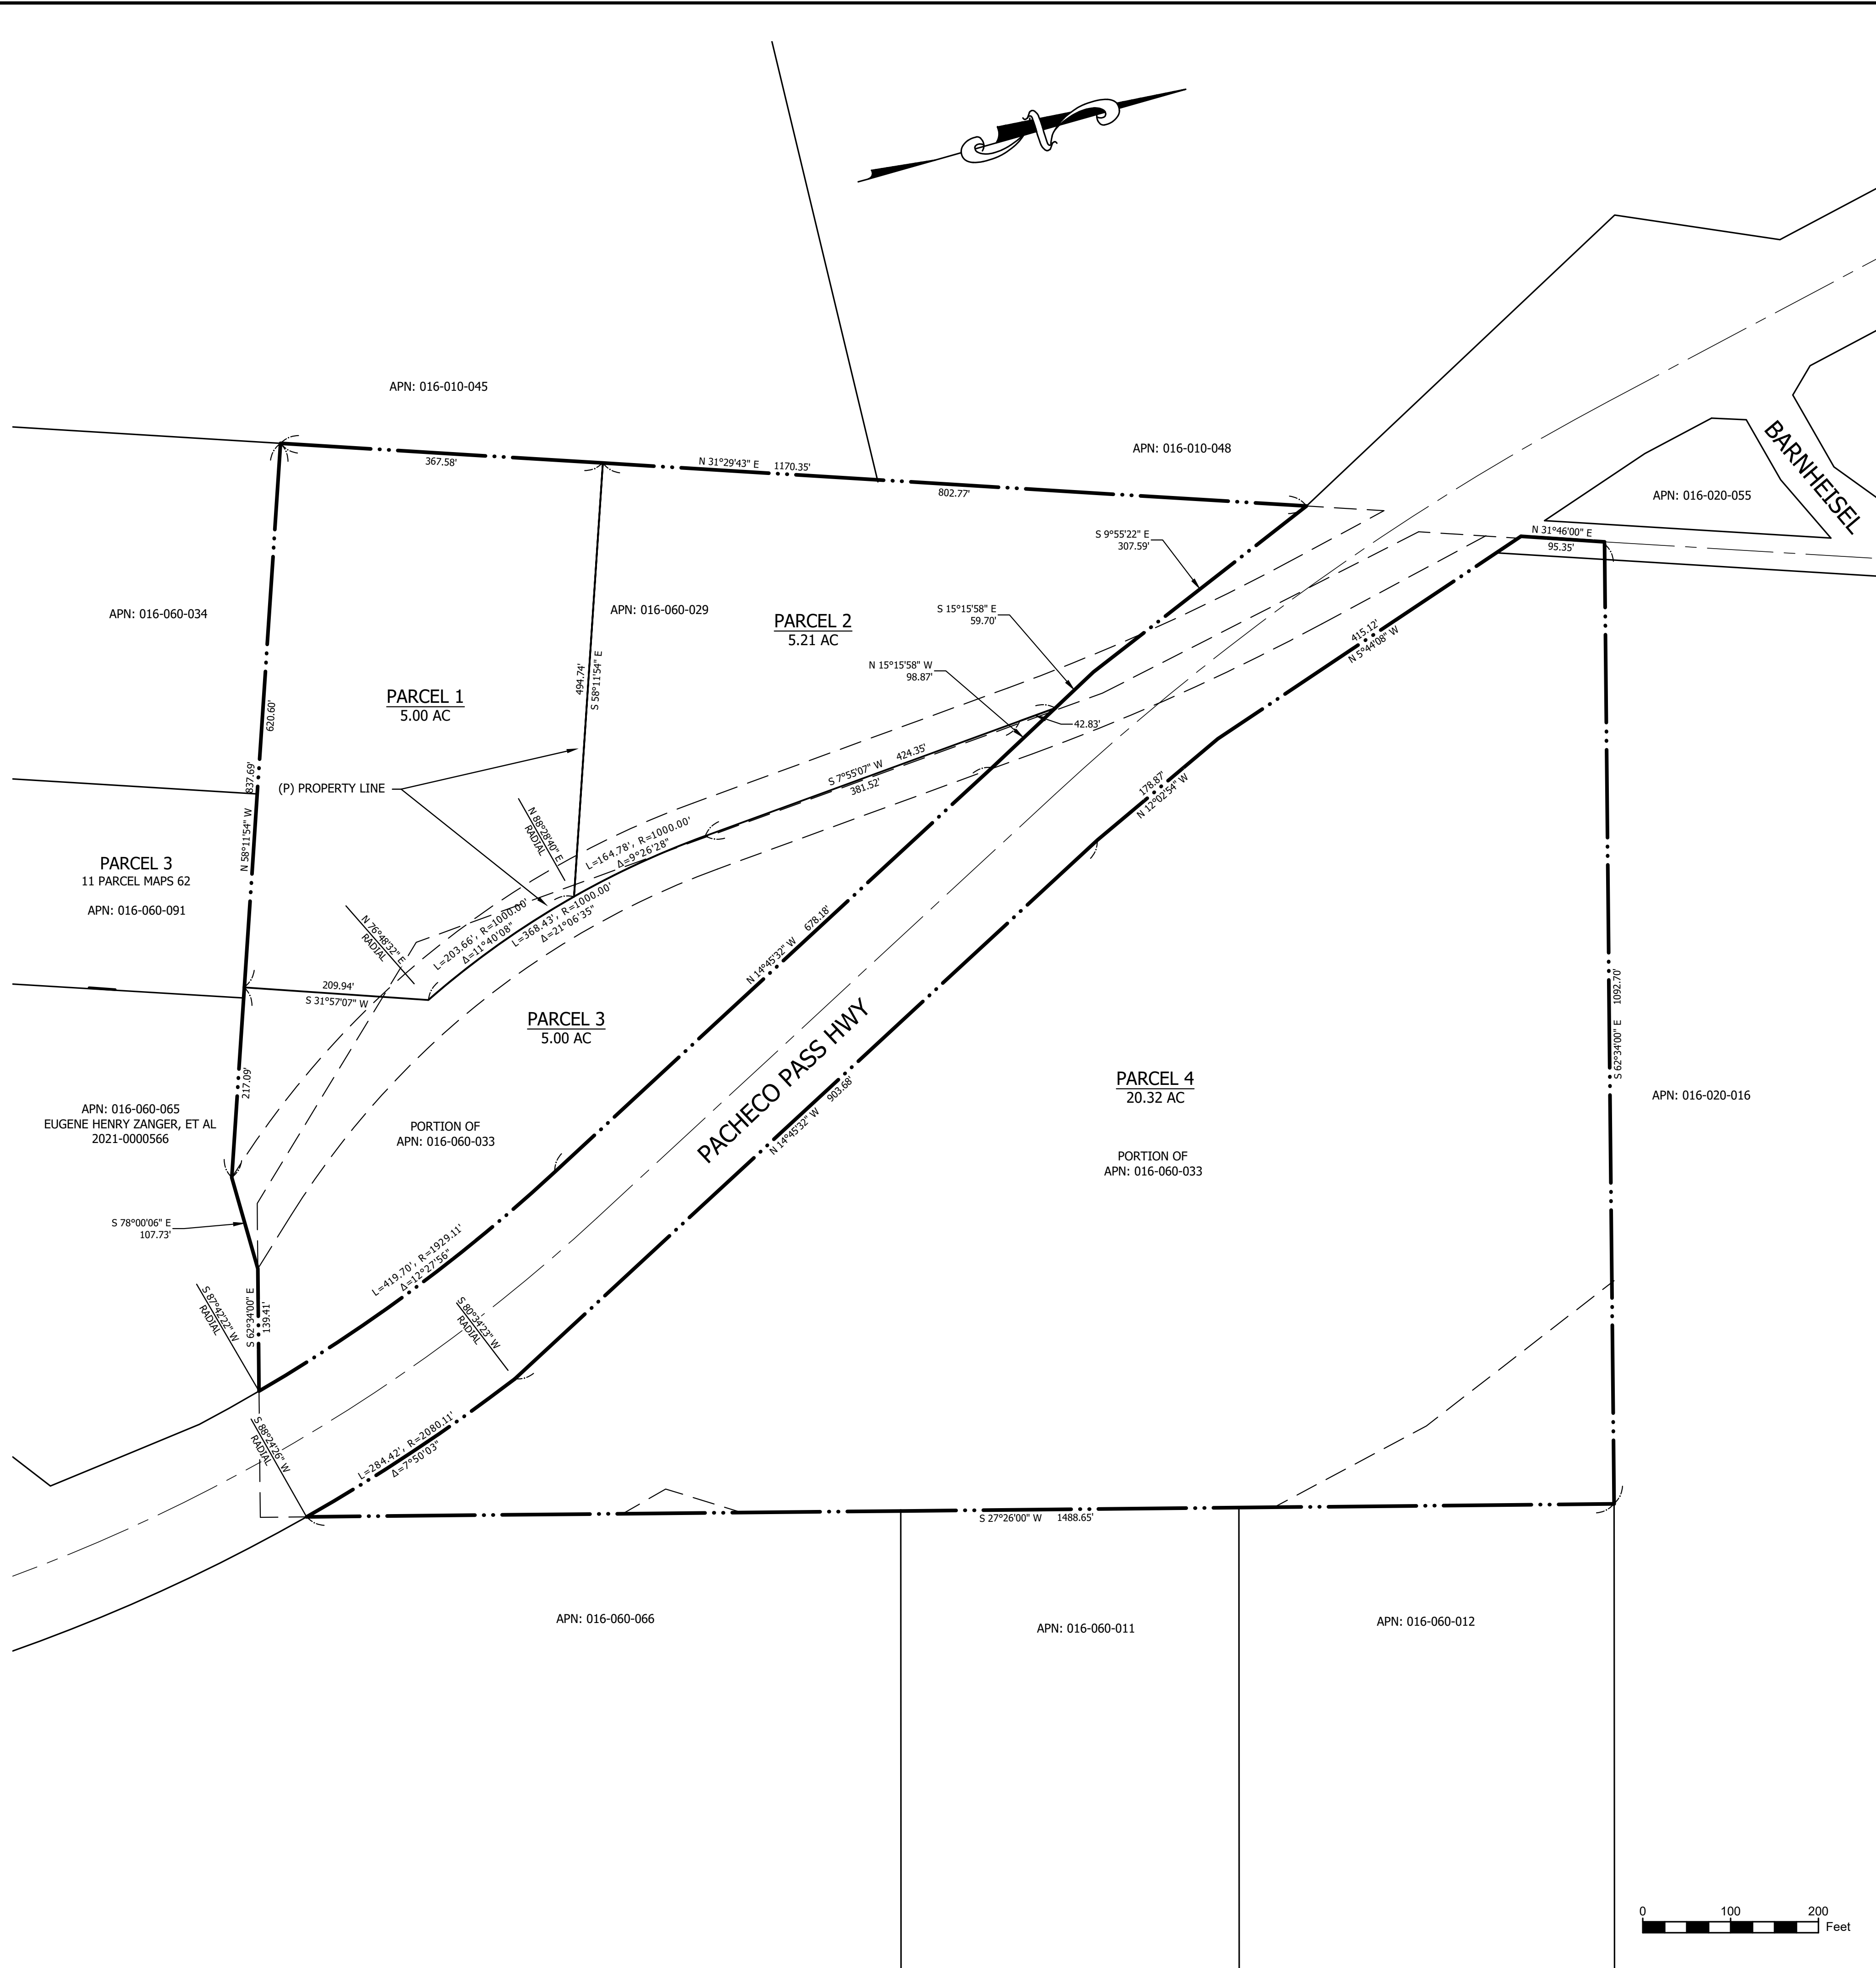 N
APN: 016-010-045
APN: 016-010-048
367.58'
N 31°29'43" E 1170.35'
802.77'
BARNHEISEL
APN: 016-020-055
N 31°46'00" E
95.35'
S 9°55'22" E
307.59'
APN: 016-060-034
APN: 016-060-029
PARCEL 2
5.21 AC
S 15°15'58" E
59.70'
415.12'
N 5°44'08" W
N 15°15'58" W
98.87'
494.74'
S 58°11'54" E
PARCEL 1
5.00 AC
620.60'
42.83'
N 58°11'54" W 837.69'
(P) PROPERTY LINE
S 7°55'07" W 424.35'
381.52'
178.87'
N 12°02'54" W
N 88°28'40" E
RADIAL
L=164.78', R=1000.00'
Δ=9°26'28"
PARCEL 3
11 PARCEL MAPS 62
APN: 016-060-091
N 76°48'32" E
RADIAL
L=203.66', R=1000.00'
Δ=11°40'08"
L=368.43', R=1000.00'
Δ=21°06'35"
N 14°45'32" W 678.18'
209.94'
S 31°57'07" W
PARCEL 3
5.00 AC
PACHECO PASS HWY
S 62°34'00" E 1092.70'
217.09'
PARCEL 4
20.32 AC
APN: 016-020-016
APN: 016-060-065
EUGENE HENRY ZANGER, ET AL
2021-0000566
PORTION OF
APN: 016-060-033
N 14°45'32" W 903.68'
PORTION OF
APN: 016-060-033
S 78°00'06" E
107.73'
L=419.70', R=1929.11'
Δ=12°27'56"
S 87°42'22" W
RADIAL
S 62°34'00" E
139.41'
S 80°34'23" W
RADIAL
S 88°24'26" W
RADIAL
L=284.42', R=2080.11'
Δ=7°50'03"
S 27°26'00" W 1488.65'
APN: 016-060-066
APN: 016-060-011
APN: 016-060-012
0 100 200
Feet